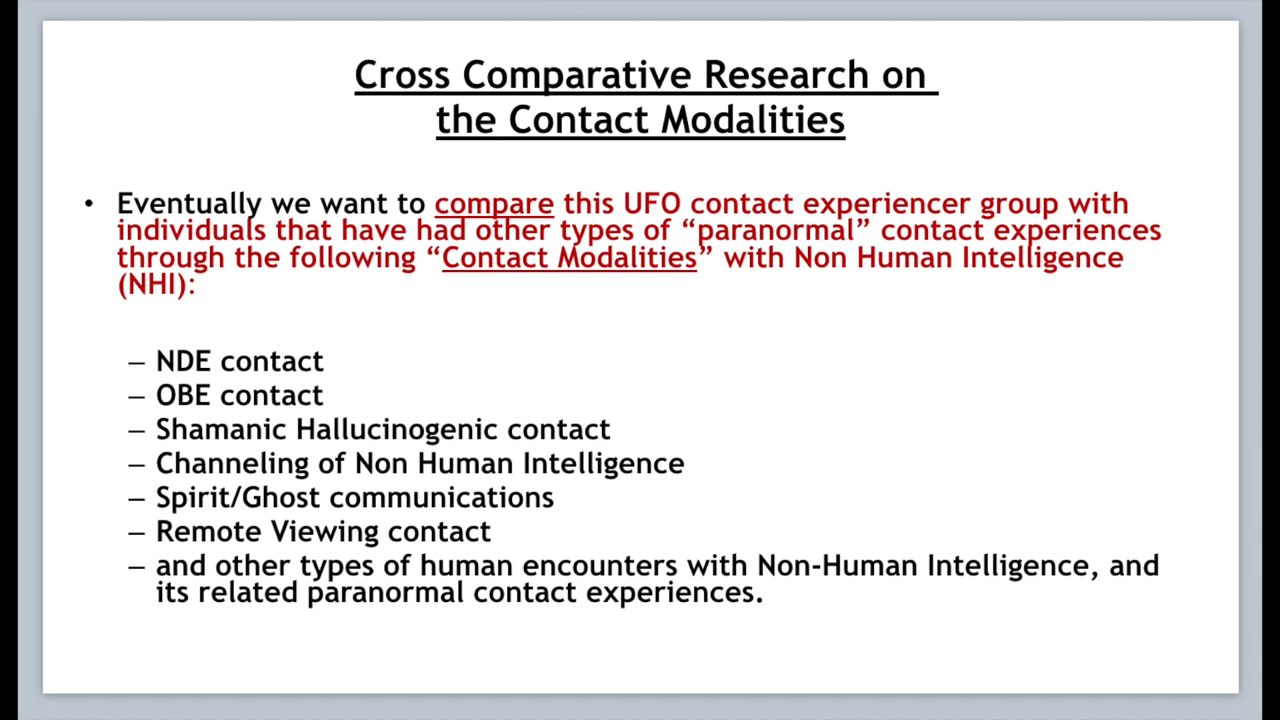 Cross Comparative Research on
the Contact Modalities
• Eventually we want to compare this UFO contact experiencer group with
individuals that have had other types of “paranormal” contact experiences
through the following “Contact Modalities” with Non Human Intelligence
(NHI):
– NDE contact
– OBE contact
– Shamanic Hallucinogenic contact
– Channeling of Non Human Intelligence
– Spirit/Ghost communications
– Remote Viewing contact
– and other types of human encounters with Non-Human Intelligence, and
its related paranormal contact experiences.